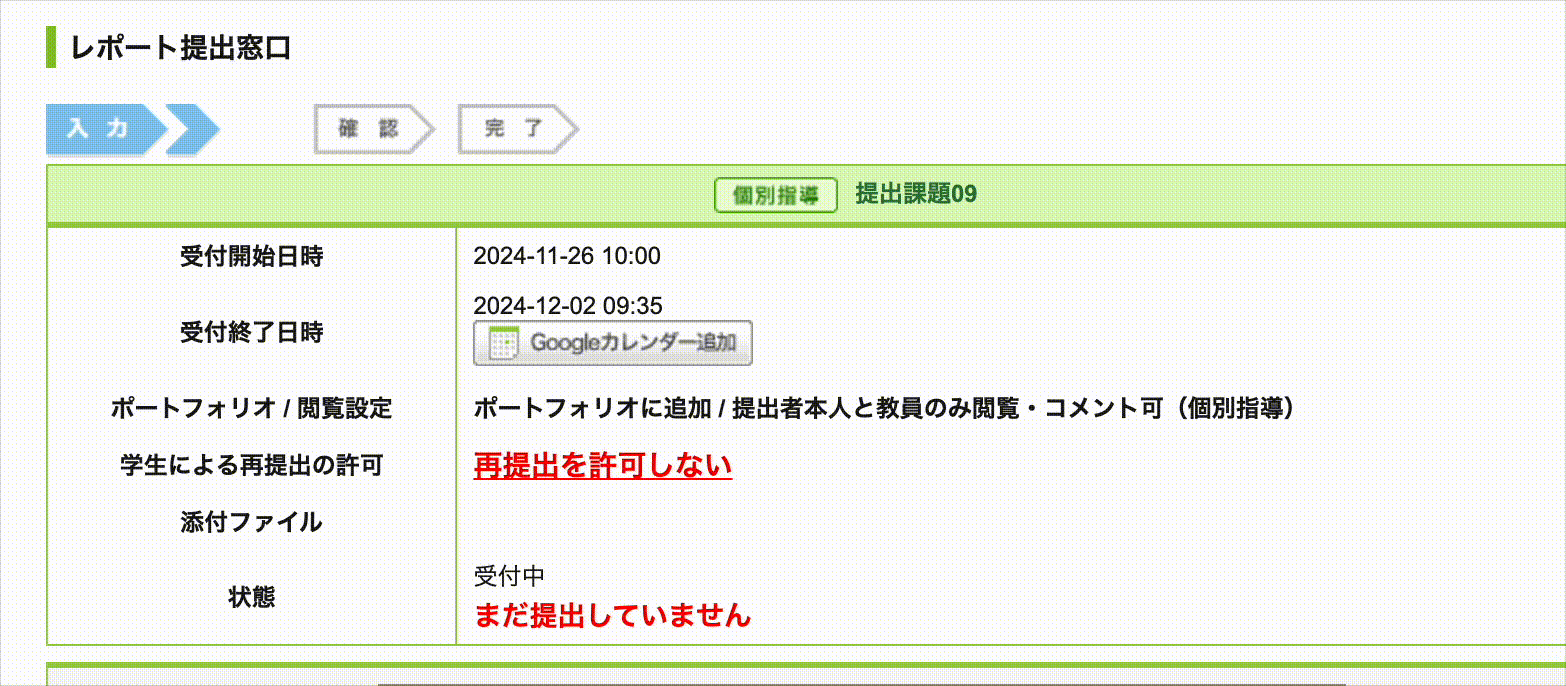 レポート提出窓口
入 力
確 認
完 了
個別指導 提出課題09
受付開始日時 2024-11-26 10:00
受付終了日時 2024-12-02 09:35
Googleカレンダー追加
ポートフォリオ / 閲覧設定 ポートフォリオに追加 / 提出者本人と教員のみ閲覧・コメント可（個別指導）
学生による再提出の許可 再提出を許可しない
添付ファイル
状態 受付中
まだ提出していません